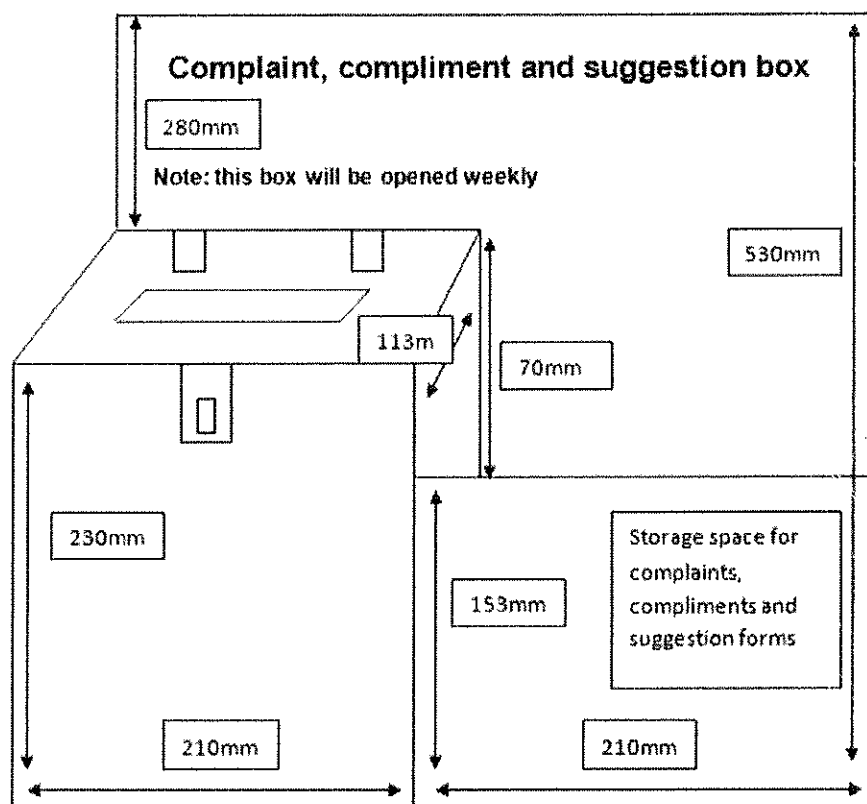 Complaint, compliment and suggestion box
280mm
Note: this box will be opened weekly
530mm
113m
70mm
230mm
153mm
Storage space for
complaints,
compliments and
suggestion forms
210mm
210mm